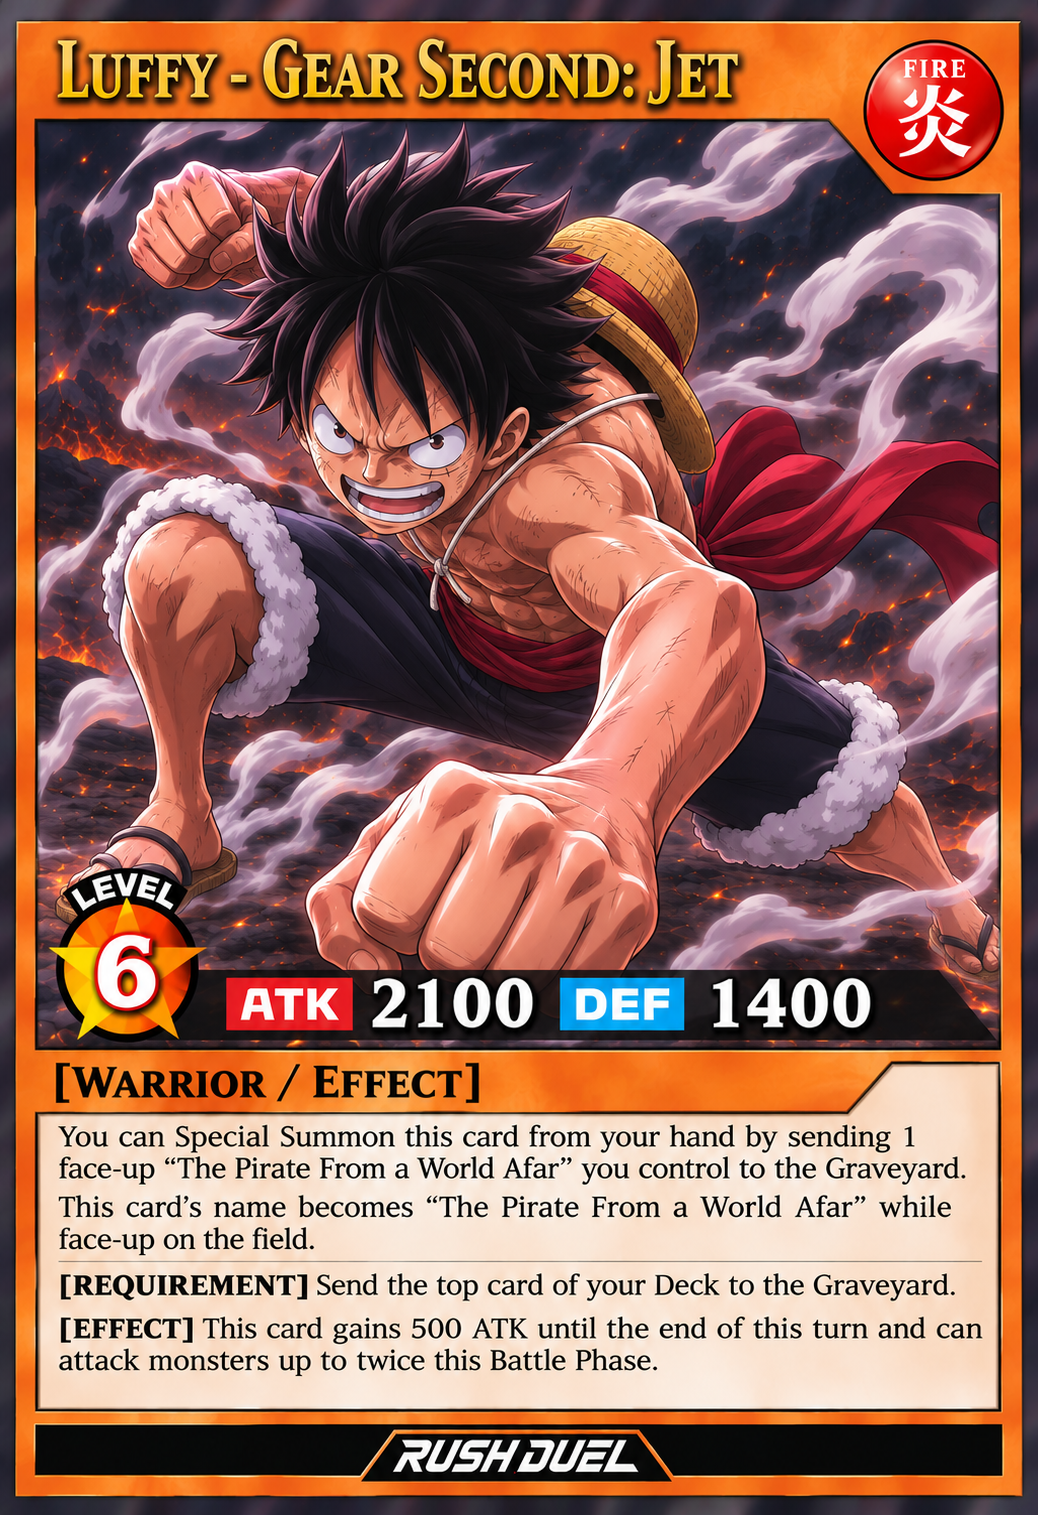 Luffy - Gear Second: Jet
FIRE
炎
LEVEL
6
ATK 2100 DEF 1400
[Warrior / Effect]
You can Special Summon this card from your hand by sending 1
face-up “The Pirate From a World Afar” you control to the Graveyard.
This card’s name becomes “The Pirate From a World Afar” while
face-up on the field.
[REQUIREMENT] Send the top card of your Deck to the Graveyard.
[EFFECT] This card gains 500 ATK until the end of this turn and can
attack monsters up to twice this Battle Phase.
RUSH DUEL